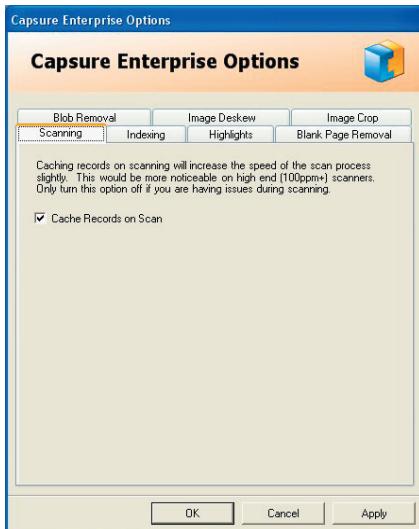 Capsure Enterprise Options
Capsure Enterprise Options
Blob Removal Image Deskew Image Crop
Scanning Indexing Highlights Blank Page Removal
Caching records on scanning will increase the speed of the scan process
slightly. This would be more noticeable on high end (100ppm+) scanners.
Only turn this option off if you are having issues during scanning.
Cache Records on Scan
OK Cancel Apply